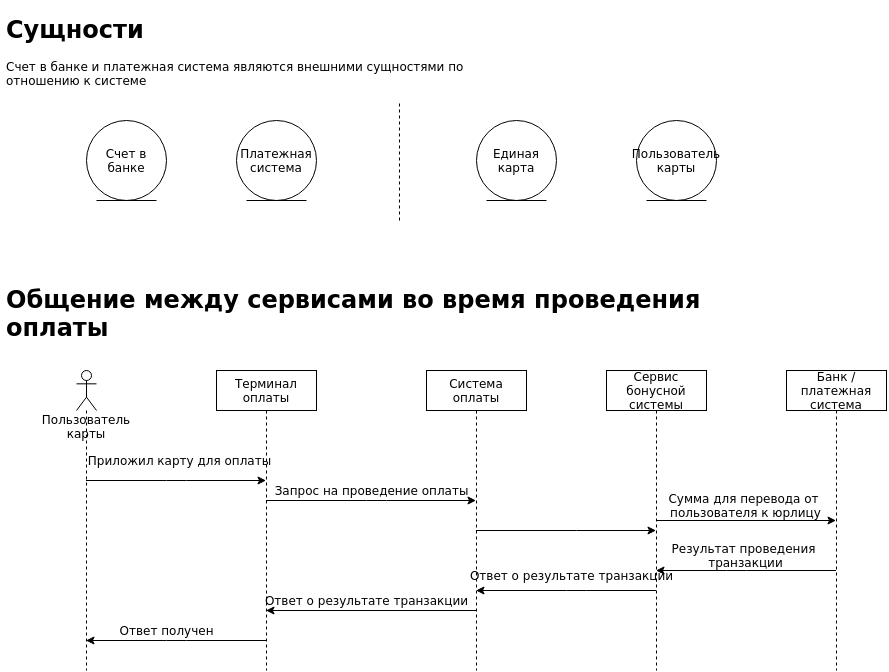 Сущности
Счет в банке и платежная система являются внешними сущностями по
отношению к системе
Счет в
банке
Платежная
система
Единая
карта
Пользователь
карты
Общение между сервисами во время проведения
оплаты
Пользователь
карты
Терминал
оплаты
Система
оплаты
Сервис
бонусной
системы
Банк /
платежная
система
Приложил карту для оплаты
Запрос на проведение оплаты
Сумма для перевода от
пользователя к юрлицу
Результат проведения
транзакции
Ответ о результате транзакции
Ответ о результате транзакции
Ответ получен